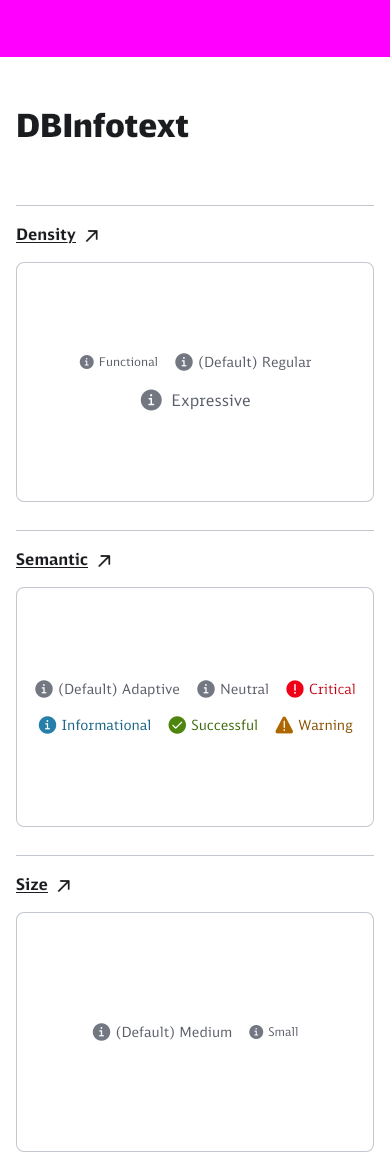 DBInfotext
Density
Functional (Default) Regular
Expressive
Semantic
(Default) Adaptive Neutral Critical
Informational Successful Warning
Size
(Default) Medium Small